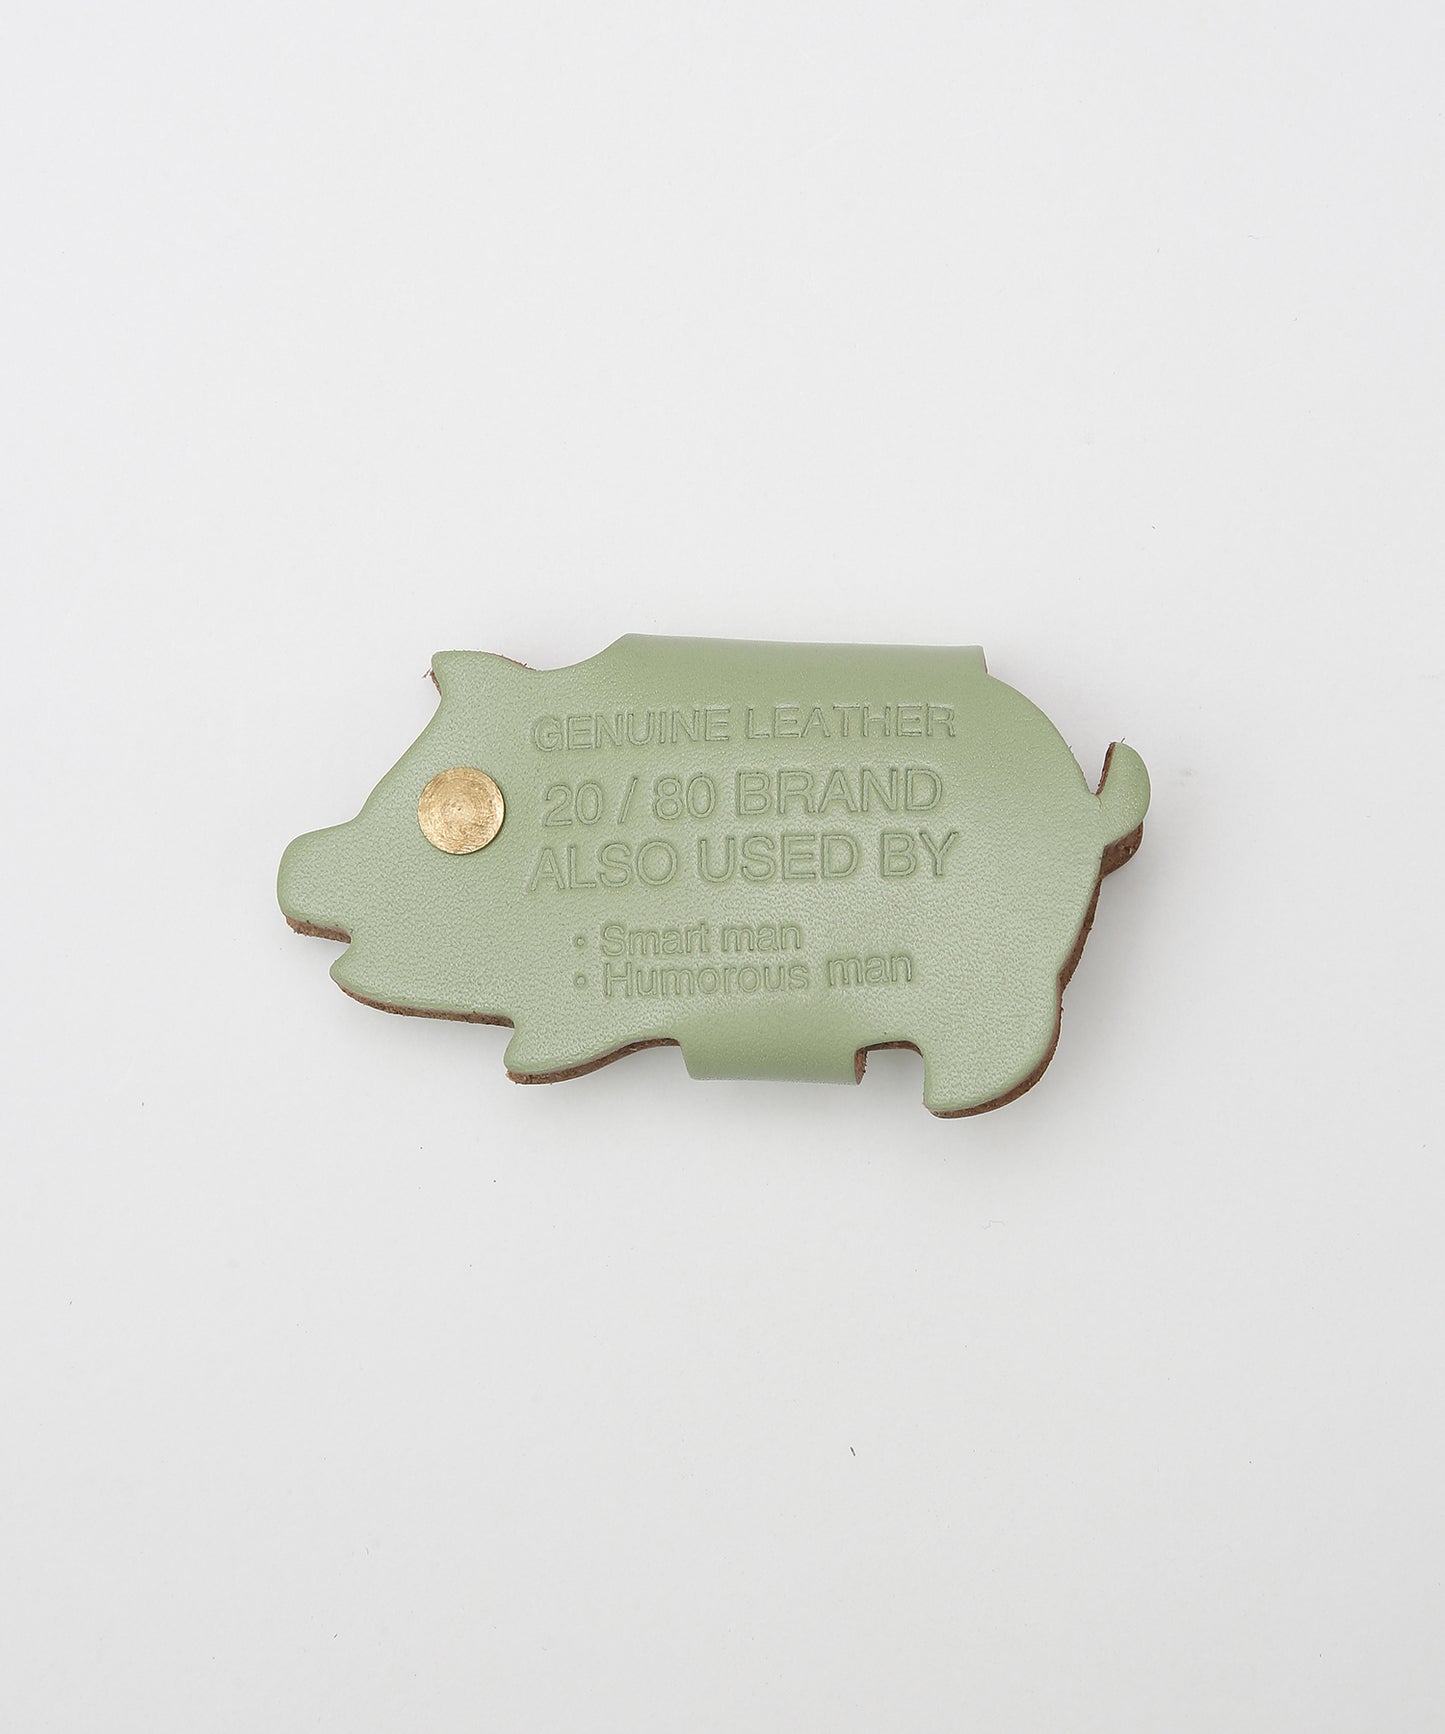 GENUINE LEATHER
20 / 80 BRAND
ALSO USED BY
• Smart man
• Humorous man